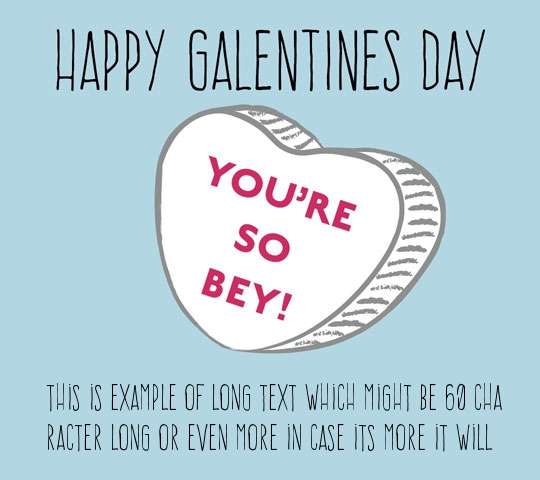 HAPPY GALENTINES DAY
YOU'RE
SO
BEY!
THIS IS EXAMPLE OF LONG TEXT WHICH MIGHT BE 60 CHA
RACTER LONG OR EVEN MORE IN CASE ITS MORE IT WILL